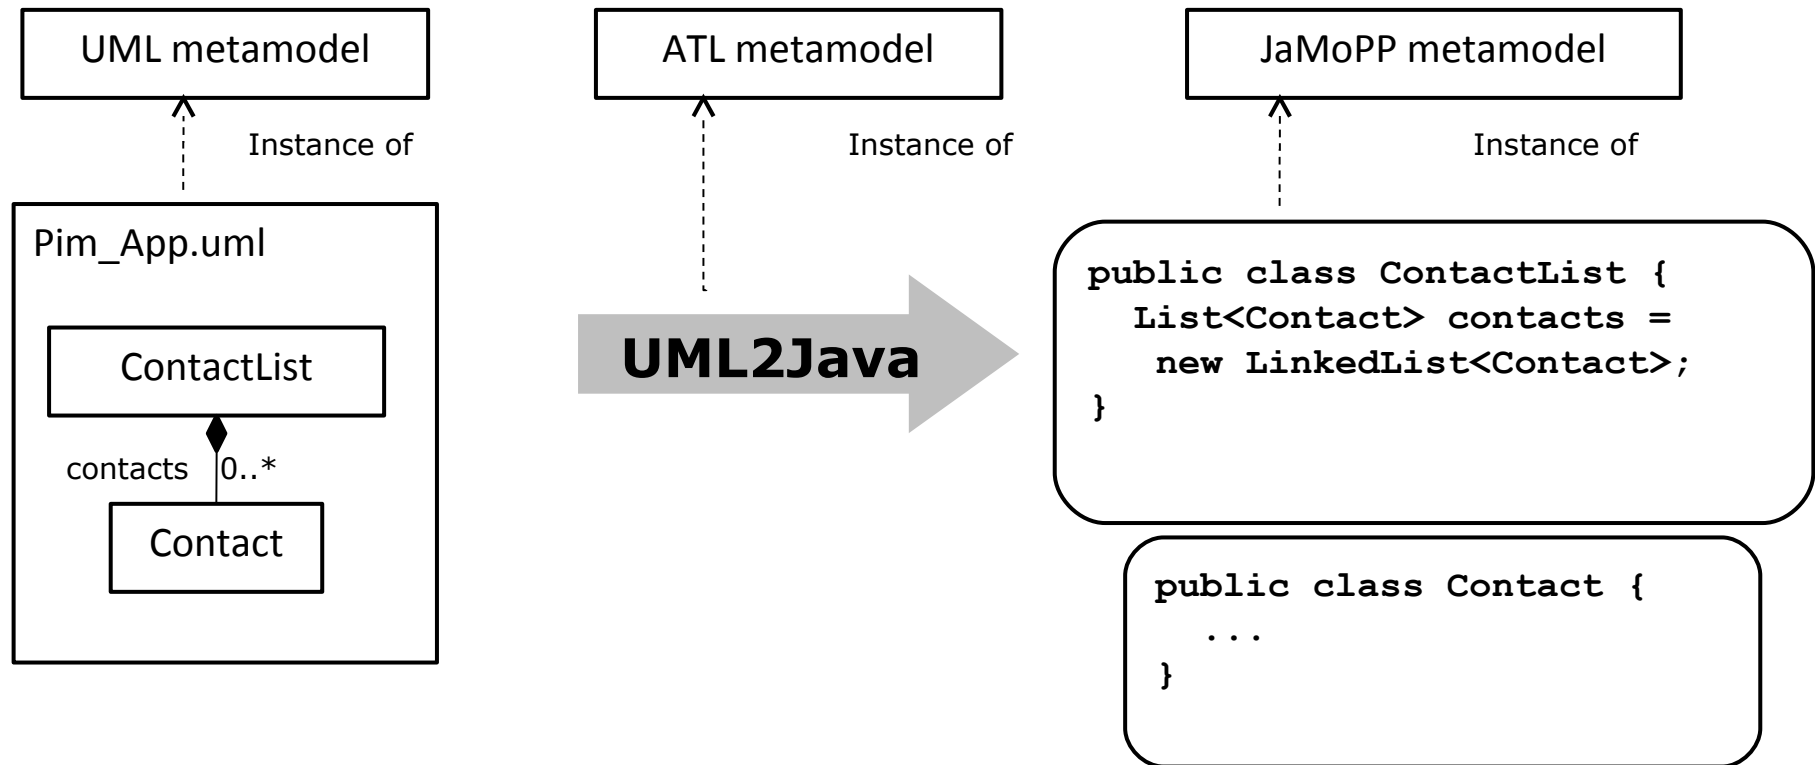 UML metamodel
ATL metamodel
JaMoPP metamodel
Instance of
Instance of
Instance of
Pim_App.uml
ContactList
contacts 0..*
Contact
UML2Java
public class ContactList {
List<Contact> contacts =
new LinkedList<Contact>;
}
public class Contact {
...
}